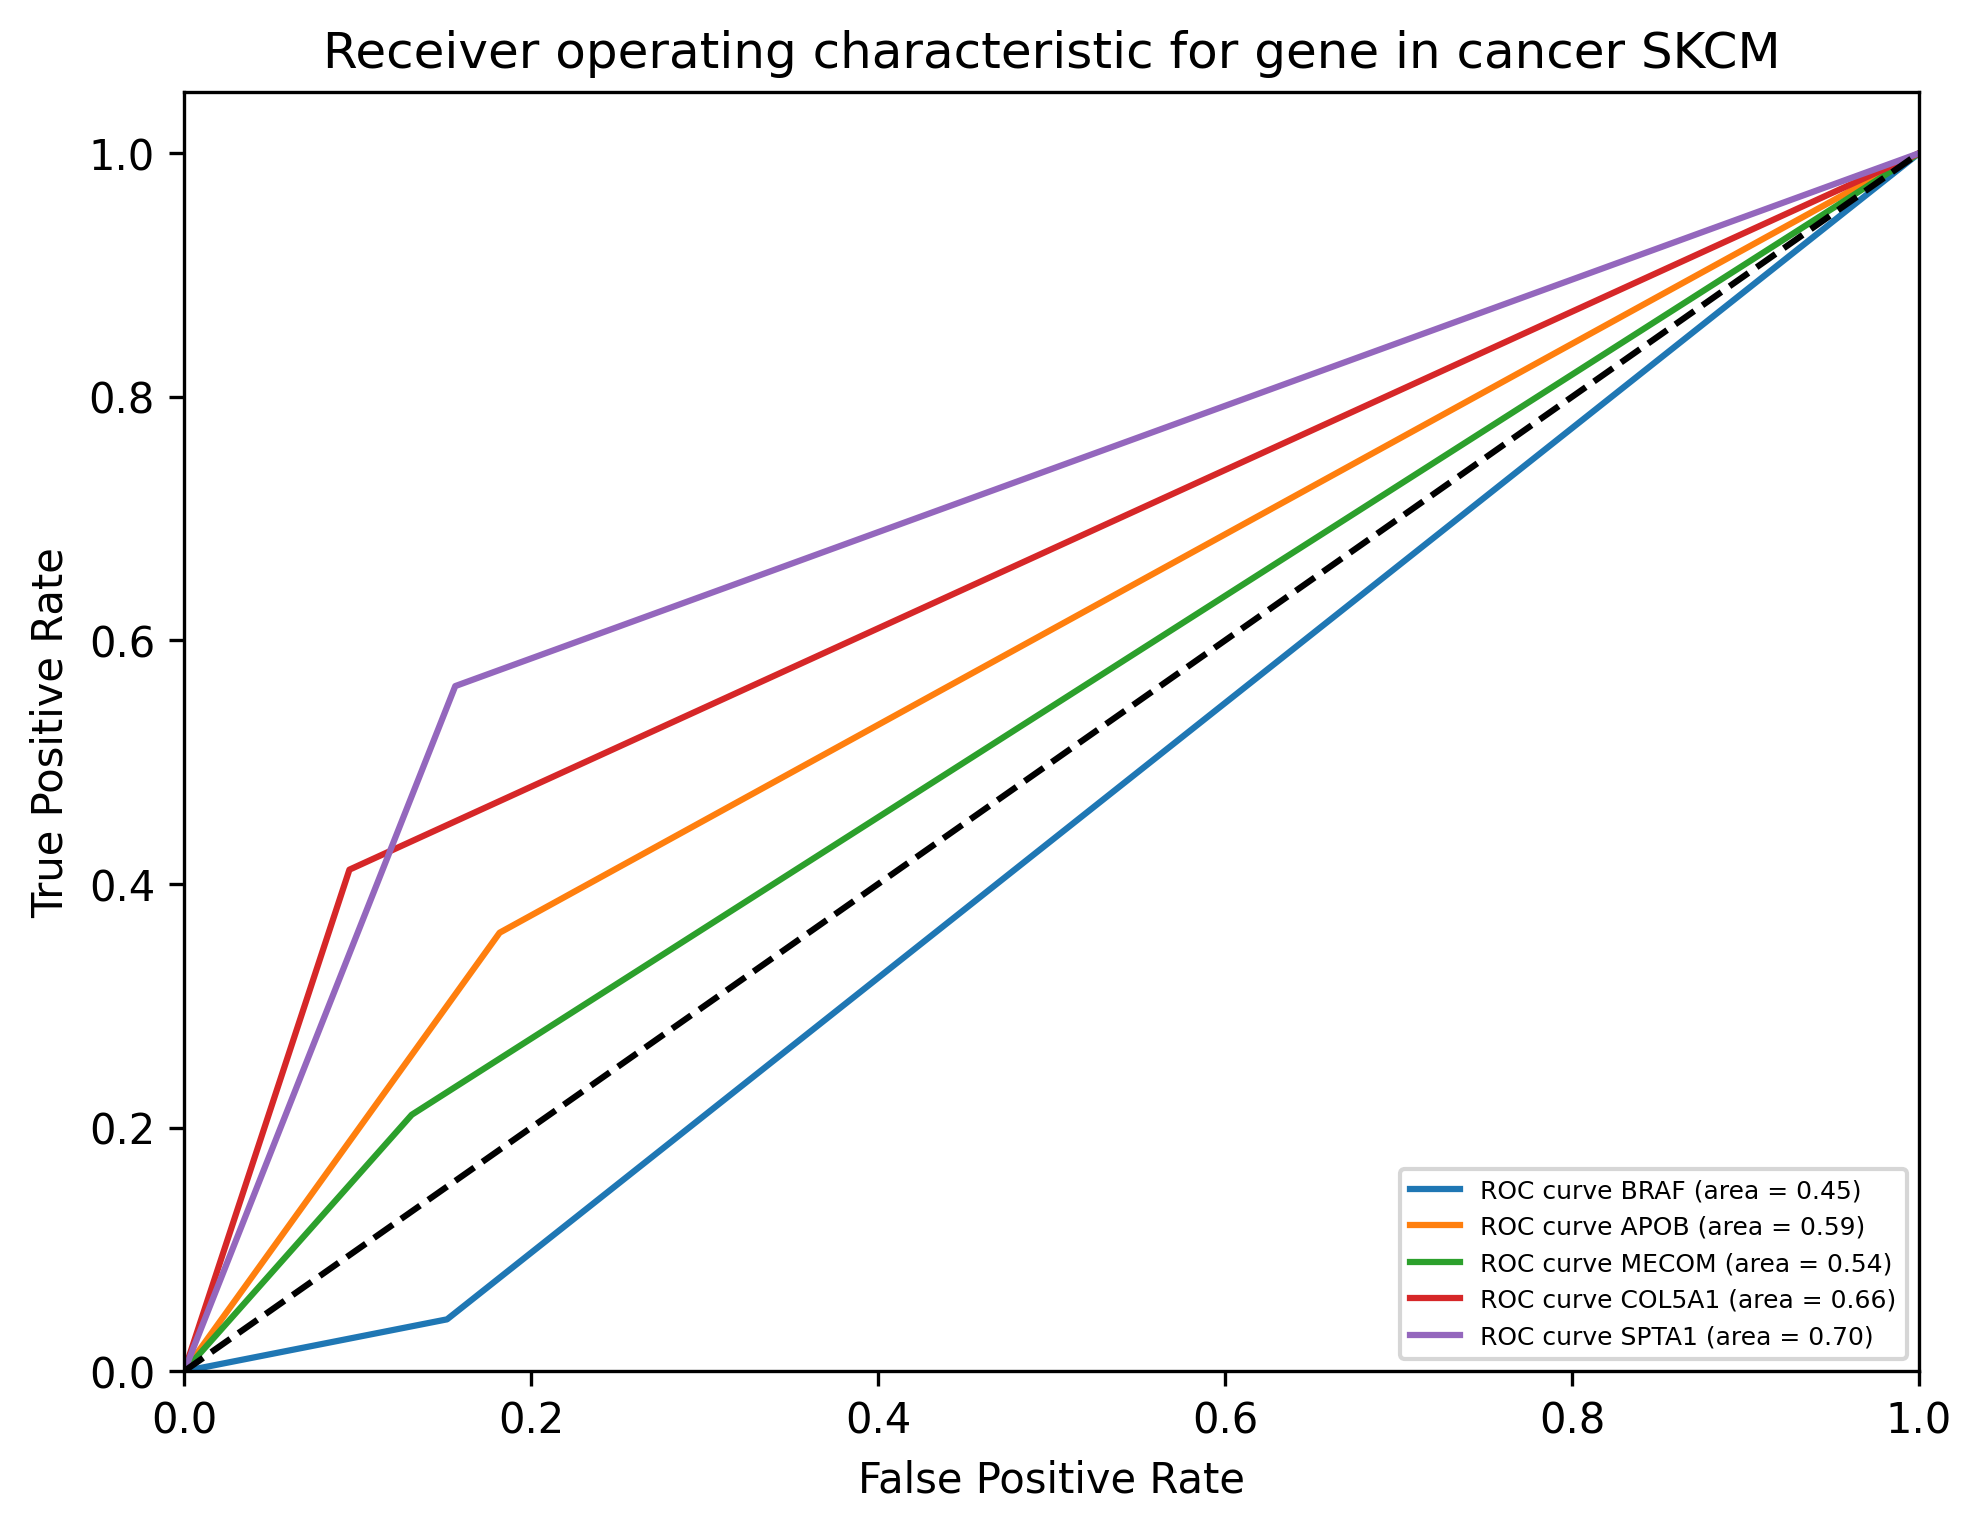 Receiver operating characteristic for gene in cancer SKCM
1.0
0.8
0.6
0.4
0.2
0.0
True Positive Rate
0.0 0.2 0.4 0.6 0.8 1.0
False Positive Rate
ROC curve BRAF (area = 0.45)
ROC curve APOB (area = 0.59)
ROC curve MECOM (area = 0.54)
ROC curve COL5A1 (area = 0.66)
ROC curve SPTA1 (area = 0.70)